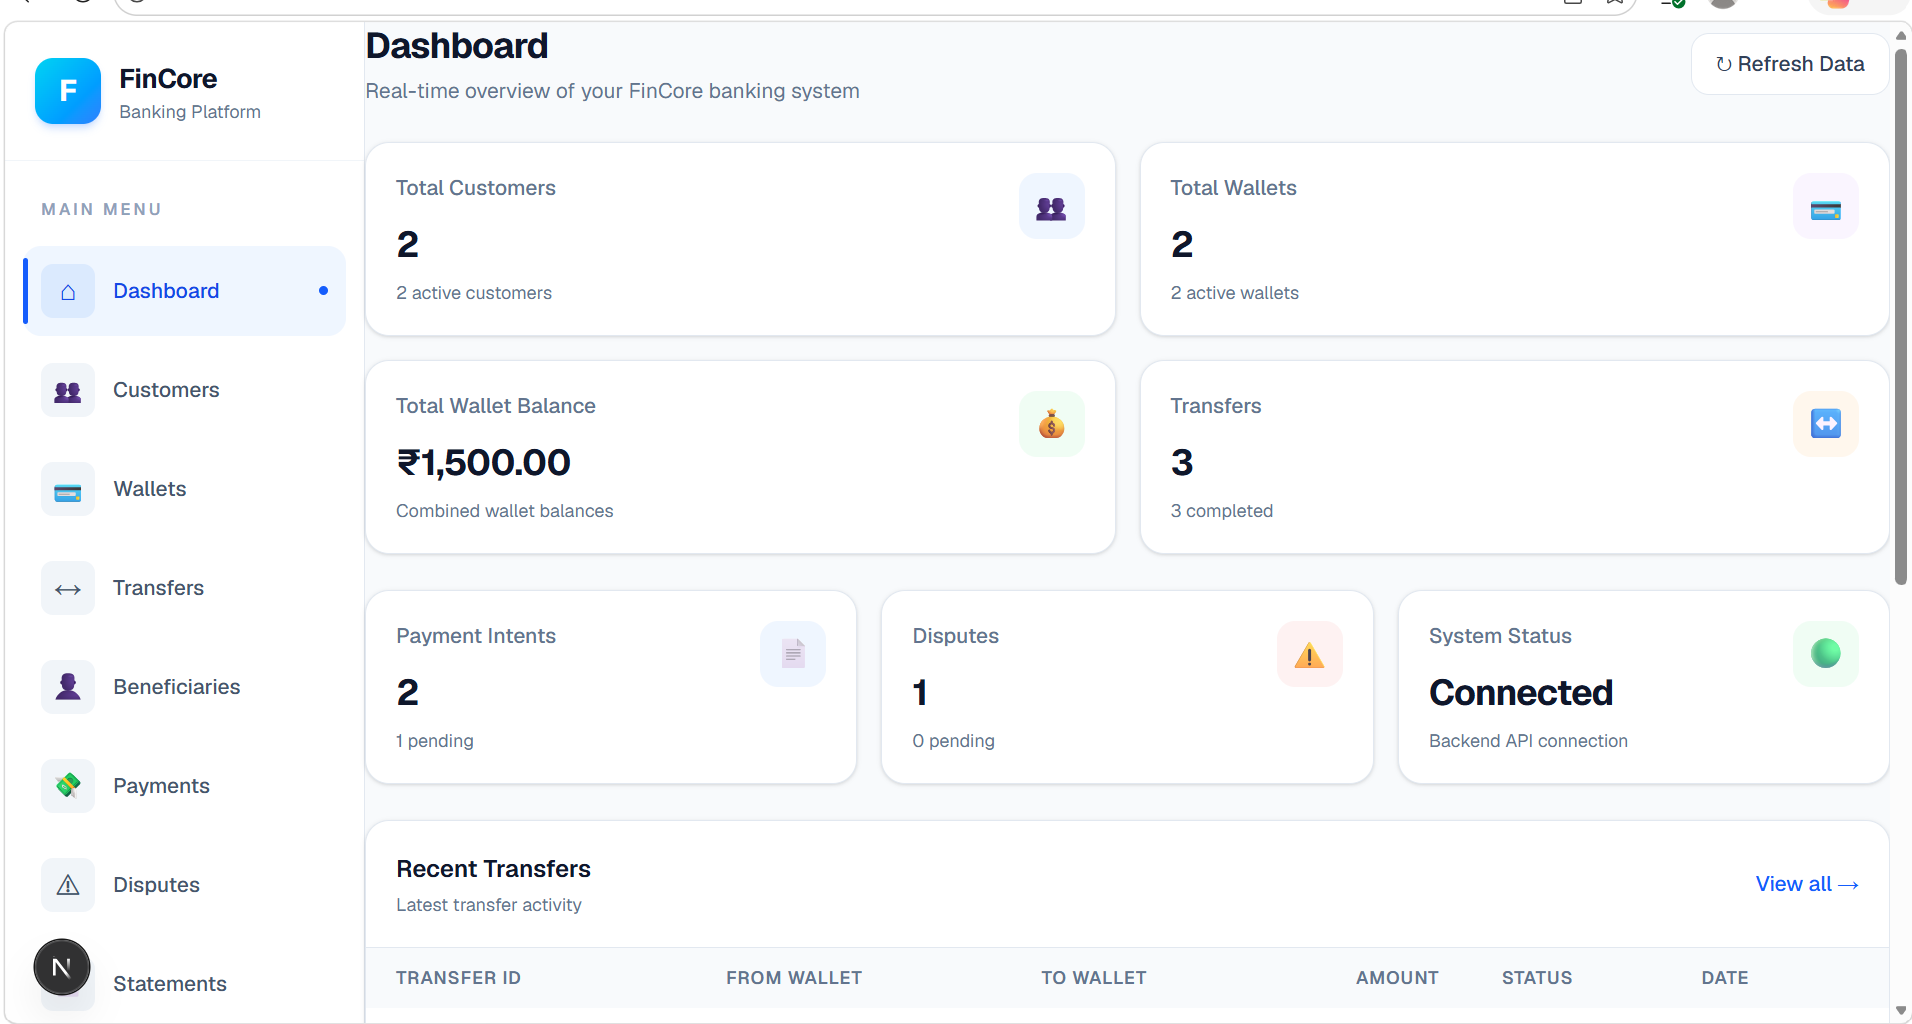 F
FinCore
Banking Platform
MAIN MENU
Dashboard
Customers
Wallets
Transfers
Beneficiaries
Payments
Disputes
N
Statements
Dashboard
Real-time overview of your FinCore banking system
↻ Refresh Data
Total Customers
2
2 active customers
Total Wallets
2
2 active wallets
Total Wallet Balance
₹1,500.00
Combined wallet balances
Transfers
3
3 completed
Payment Intents
2
1 pending
Disputes
1
0 pending
System Status
Connected
Backend API connection
Recent Transfers
Latest transfer activity
View all →
TRANSFER ID FROM WALLET TO WALLET AMOUNT STATUS DATE